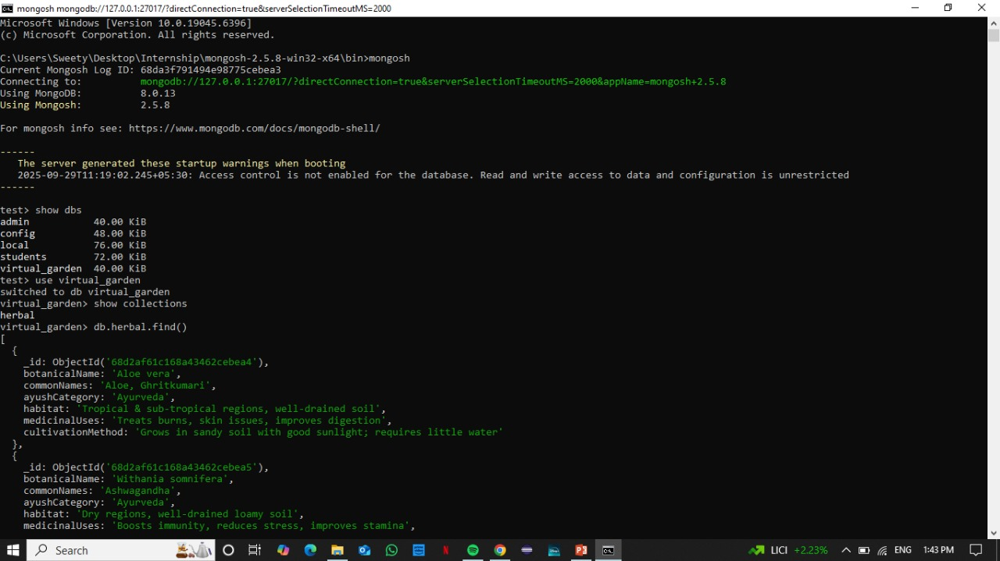 mongosh mongodb://127.0.0.1:27017/?directConnection=true&serverSelectionTimeoutMS=2000
Microsoft Windows [Version 10.0.19045.6396]
(c) Microsoft Corporation. All rights reserved.
C:\Users\Sweety\Desktop\Internship\mongosh-2.5.8-win32-x64\bin>mongosh
Current Mongosh Log ID: 68da3f791494e98775cebea3
Connecting to:          mongodb://127.0.0.1:27017/?directConnection=true&serverSelectionTimeoutMS=2000&appName=mongosh+2.5.8
Using MongoDB:          8.0.13
Using Mongosh:          2.5.8
For mongosh info see: https://www.mongodb.com/docs/mongodb-shell/
------
   The server generated these startup warnings when booting
   2025-09-29T11:19:02.245+05:30: Access control is not enabled for the database. Read and write access to data and configuration is unrestricted
------
test> show dbs
admin           40.00 KiB
config          48.00 KiB
local           76.00 KiB
students        72.00 KiB
virtual_garden  40.00 KiB
test> use virtual_garden
switched to db virtual_garden
virtual_garden> show collections
herbal
virtual_garden> db.herbal.find()
[
  {
    _id: ObjectId('68d2af61c168a43462cebea4'),
    botanicalName: 'Aloe vera',
    commonNames: 'Aloe, Ghritkumari',
    ayushCategory: 'Ayurveda',
    habitat: 'Tropical & sub-tropical regions, well-drained soil',
    medicinalUses: 'Treats burns, skin issues, improves digestion',
    cultivationMethod: 'Grows in sandy soil with good sunlight; requires little water'
  },
  {
    _id: ObjectId('68d2af61c168a43462cebea5'),
    botanicalName: 'Withania somnifera',
    commonNames: 'Ashwagandha',
    ayushCategory: 'Ayurveda',
    habitat: 'Dry regions, well-drained loamy soil',
    medicinalUses: 'Boosts immunity, reduces stress, improves stamina',
Search
LICI +2.23%
ENG
1:43 PM